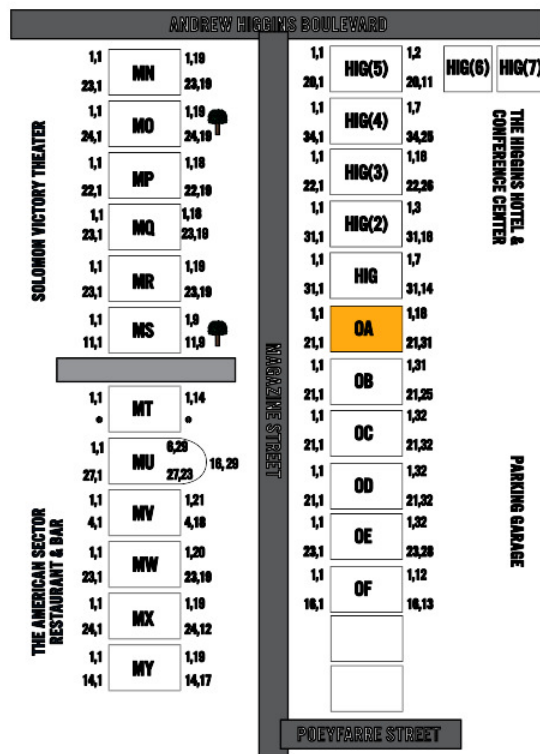 ANDREW HIGGINS BOULEVARD
SOLOMON VICTORY THEATER
1,1 MN 1,19
23,1 23,19
1,1 MO 1,19
24,1 24,19
1,1 MP 1,18
22,1 22,19
1,1 MQ 1,18
23,1 23,19
1,1 MR 1,19
23,1 23,19
1,1 MS 1,9
11,1 11,9
THE AMERICAN SECTOR
RESTAURANT & BAR
1,1 MT 1,14
* *
1,1 MU 6,29
27,1 27,23 16,29
1,1 MV 1,21
4,1 4,18
1,1 MW 1,20
23,1 23,19
1,1 MX 1,19
24,1 24,12
1,1 MY 1,19
14,1 14,17
MAGAZINE STREET
1,1 HIG(5) 1,2 HIG(6) HIG(7)
20,1 20,11
1,1 HIG(4) 1,7
34,1 34,25
1,1 HIG(3) 1,16
22,1 22,26
1,1 HIG(2) 1,3
31,1 31,16
1,1 HIG 1,7
31,1 31,14
1,1 OA 1,18
21,1 21,31
1,1 OB 1,31
21,1 21,25
1,1 OC 1,32
21,1 21,32
1,1 OD 1,32
21,1 21,32
1,1 OE 1,32
23,1 23,28
1,1 OF 1,12
16,1 16,13
THE HIGGINS HOTEL &
CONFERENCE CENTER
PARKING GARAGE
POEYFARRE STREET